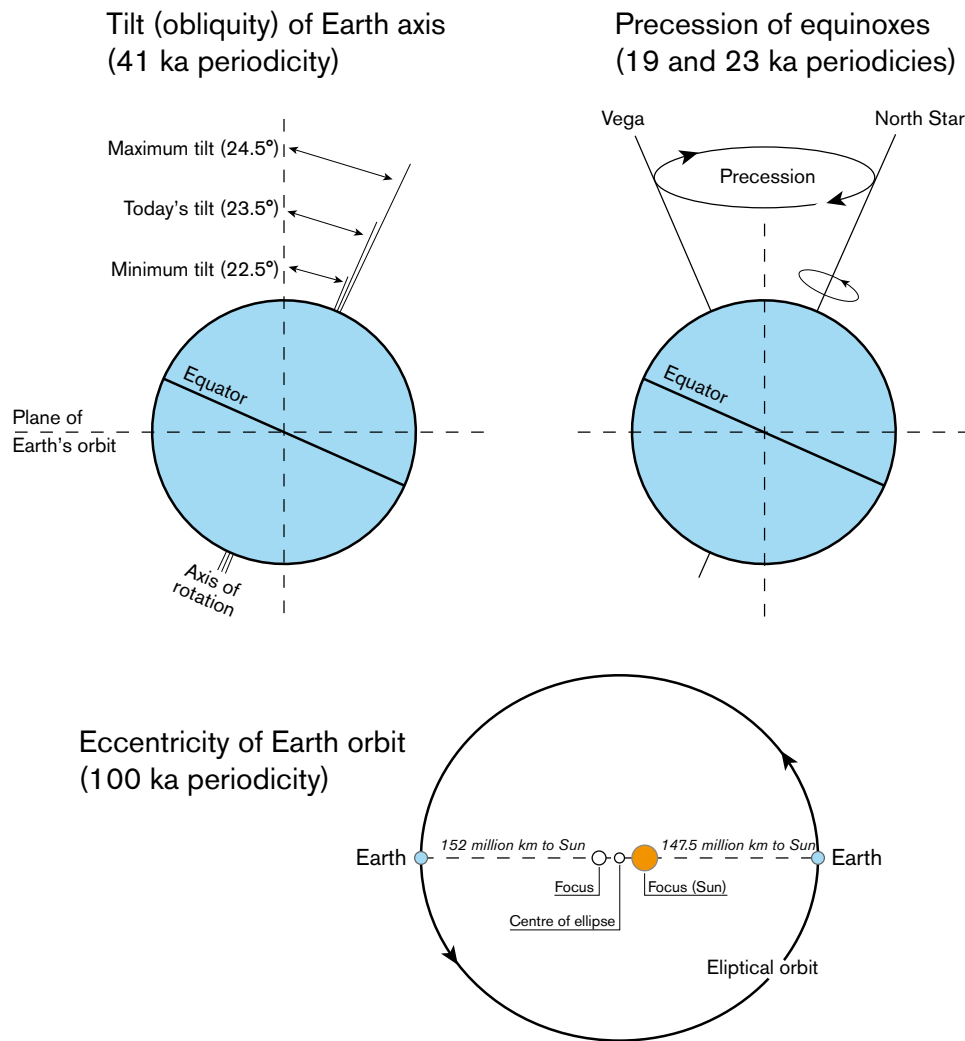 Tilt (obliquity) of Earth axis
(41 ka periodicity)
Maximum tilt (24.5°)
Today's tilt (23.5°)
Minimum tilt (22.5°)
Equator
Plane of
Earth's orbit
Axis of
rotation
Precession of equinoxes
(19 and 23 ka periodicies)
Vega
North Star
Precession
Equator
Eccentricity of Earth orbit
(100 ka periodicity)
152 million km to Sun
147.5 million km to Sun
Earth
Earth
Focus
Focus (Sun)
Centre of ellipse
Eliptical orbit